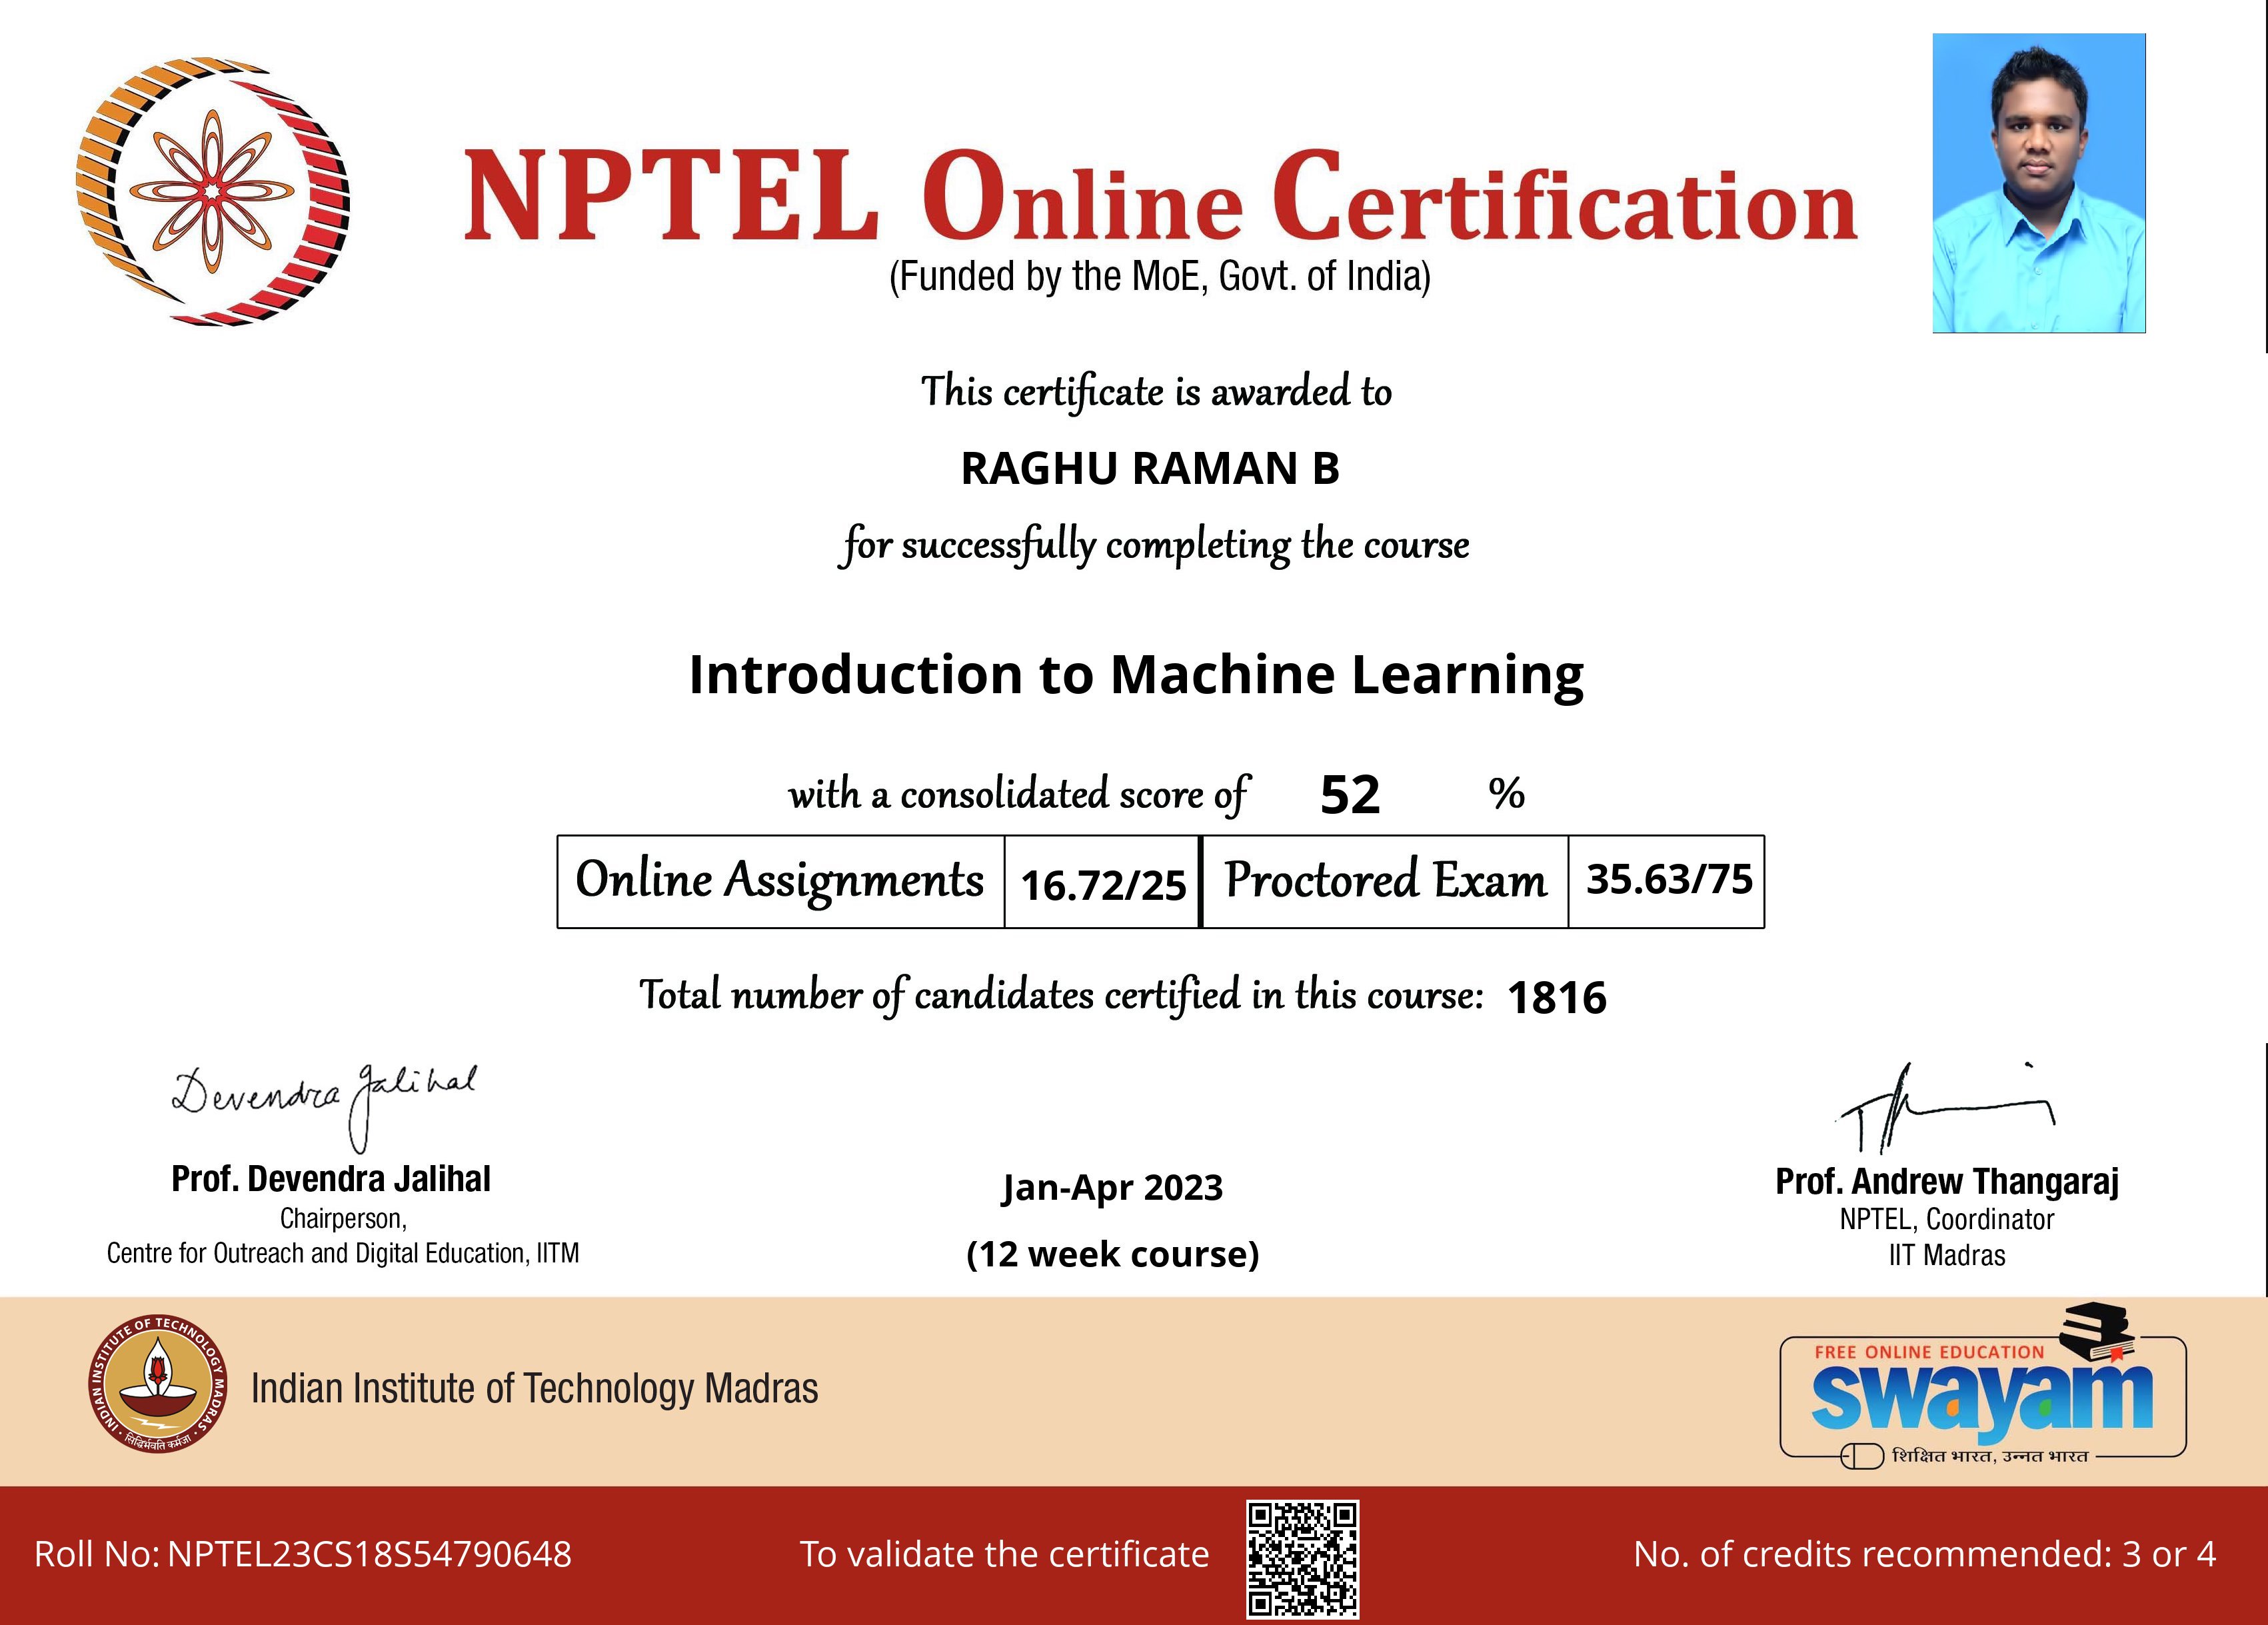 NPTEL Online Certification
(Funded by the MoE, Govt. of India)
This certificate is awarded to
RAGHU RAMAN B
for successfully completing the course
Introduction to Machine Learning
with a consolidated score of 52 %
Online Assignments 16.72/25 Proctored Exam 35.63/75
Total number of candidates certified in this course: 1816
Devendra Jalihal
Prof. Devendra Jalihal
Chairperson,
Centre for Outreach and Digital Education, IITM
Jan-Apr 2023
(12 week course)
Prof. Andrew Thangaraj
NPTEL, Coordinator
IIT Madras
INDIAN INSTITUTE OF TECHNOLOGY MADRAS
सिद्धिर्भवति कर्मजा
Indian Institute of Technology Madras
FREE ONLINE EDUCATION
swayam
शिक्षित भारत, उन्नत भारत
Roll No: NPTEL23CS18S54790648
To validate the certificate
No. of credits recommended: 3 or 4